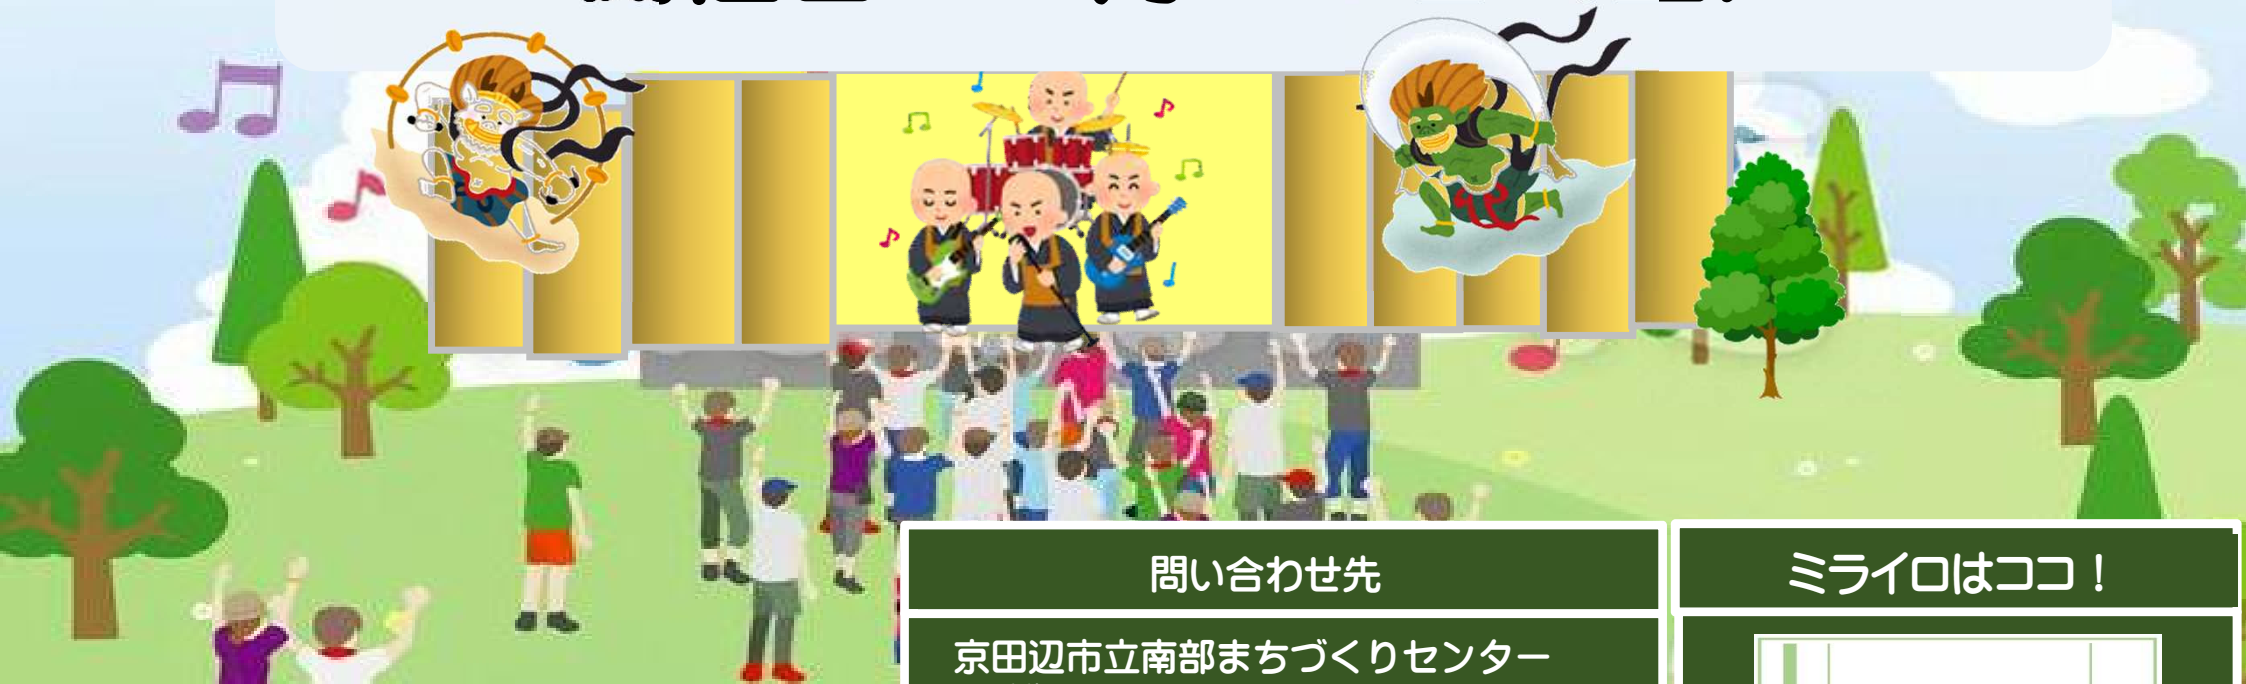 問い合わせ先
ミライロはココ！
京田辺市立南部まちづくりセンター